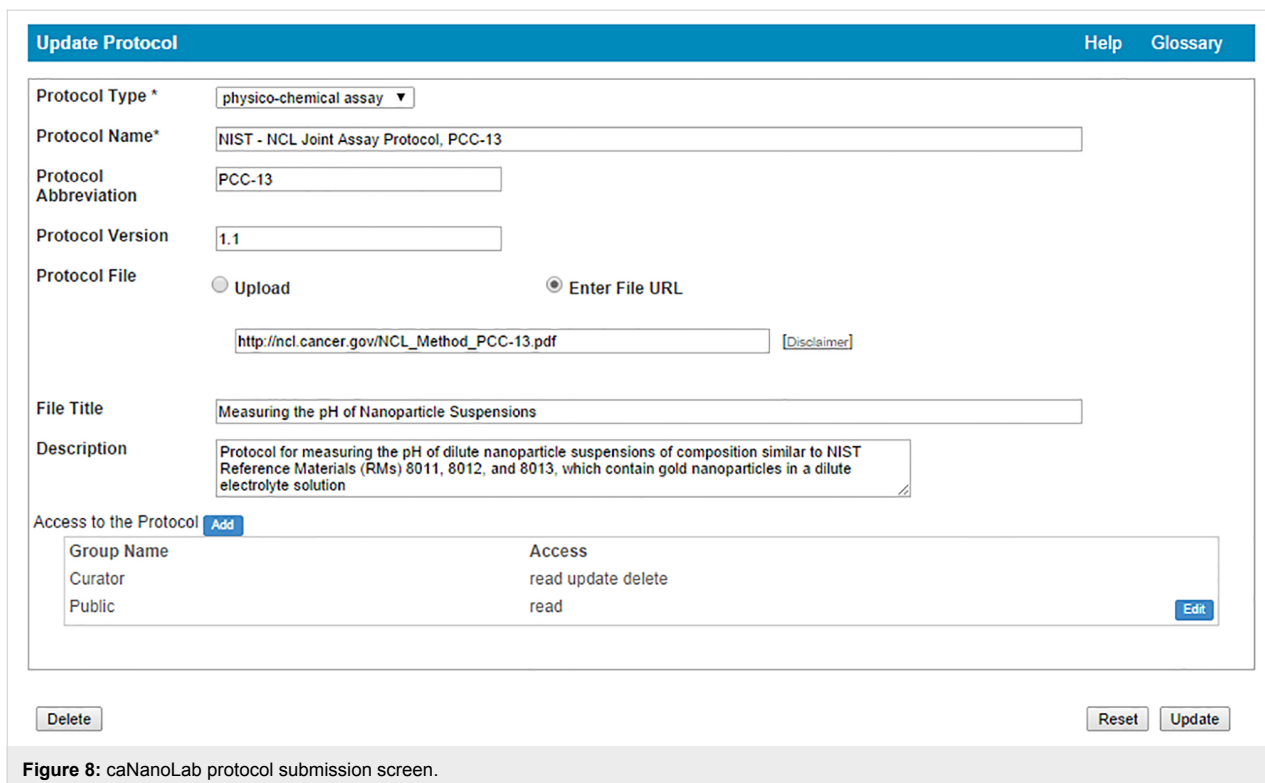 Update Protocol Help Glossary
Protocol Type * physico-chemical assay ▼
Protocol Name* NIST - NCL Joint Assay Protocol, PCC-13
Protocol
Abbreviation PCC-13
Protocol Version 1.1
Protocol File Upload Enter File URL
http://ncl.cancer.gov/NCL_Method_PCC-13.pdf [Disclaimer]
File Title Measuring the pH of Nanoparticle Suspensions
Description Protocol for measuring the pH of dilute nanoparticle suspensions of composition similar to NIST
Reference Materials (RMs) 8011, 8012, and 8013, which contain gold nanoparticles in a dilute
electrolyte solution
Access to the Protocol Add
Group Name Access
Curator read update delete
Public read Edit
Delete Reset Update
Figure 8: caNanoLab protocol submission screen.